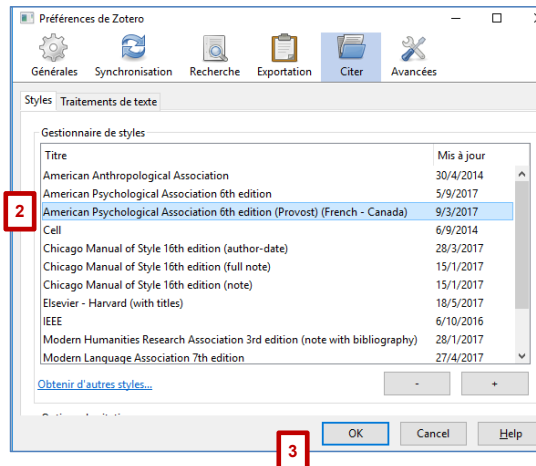 Préférences de Zotero
Générales Synchronisation Recherche Exportation Citer Avancées
Styles Traitements de texte
Gestionnaire de styles
Titre Mis à jour
American Anthropological Association 30/4/2014
American Psychological Association 6th edition 5/9/2017
2 American Psychological Association 6th edition (Provost) (French - Canada) 9/3/2017
Cell 6/9/2014
Chicago Manual of Style 16th edition (author-date) 28/3/2017
Chicago Manual of Style 16th edition (full note) 15/1/2017
Chicago Manual of Style 16th edition (note) 15/1/2017
Elsevier - Harvard (with titles) 18/5/2017
IEEE 6/10/2016
Modern Humanities Research Association 3rd edition (note with bibliography) 28/1/2017
Modern Language Association 7th edition 27/4/2017
Obtenir d'autres styles... - +
OK Cancel Help
3